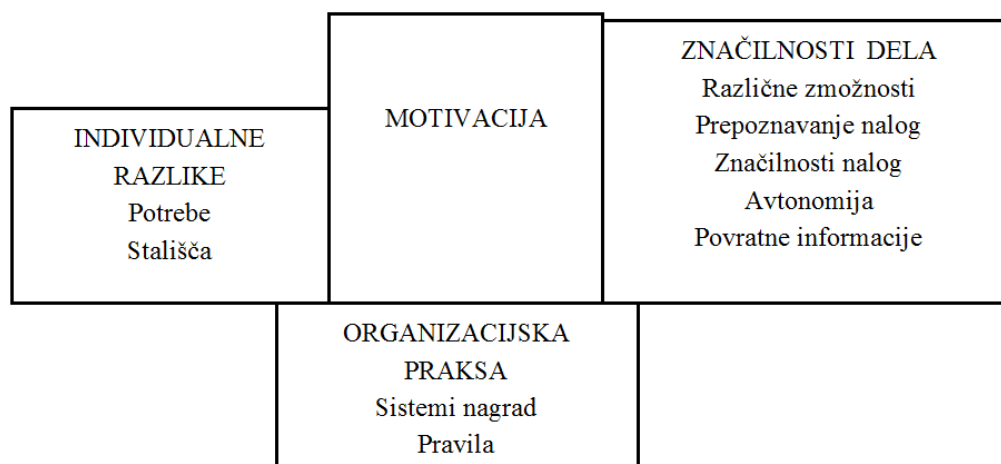 INDIVIDUALNE
RAZLIKE
Potrebe
Stališča
MOTIVACIJA
ZNAČILNOSTI DELA
Različne zmožnosti
Prepoznavanje nalog
Značilnosti nalog
Avtonomija
Povratne informacije
ORGANIZACIJSKA
PRAKSA
Sistemi nagrad
Pravila